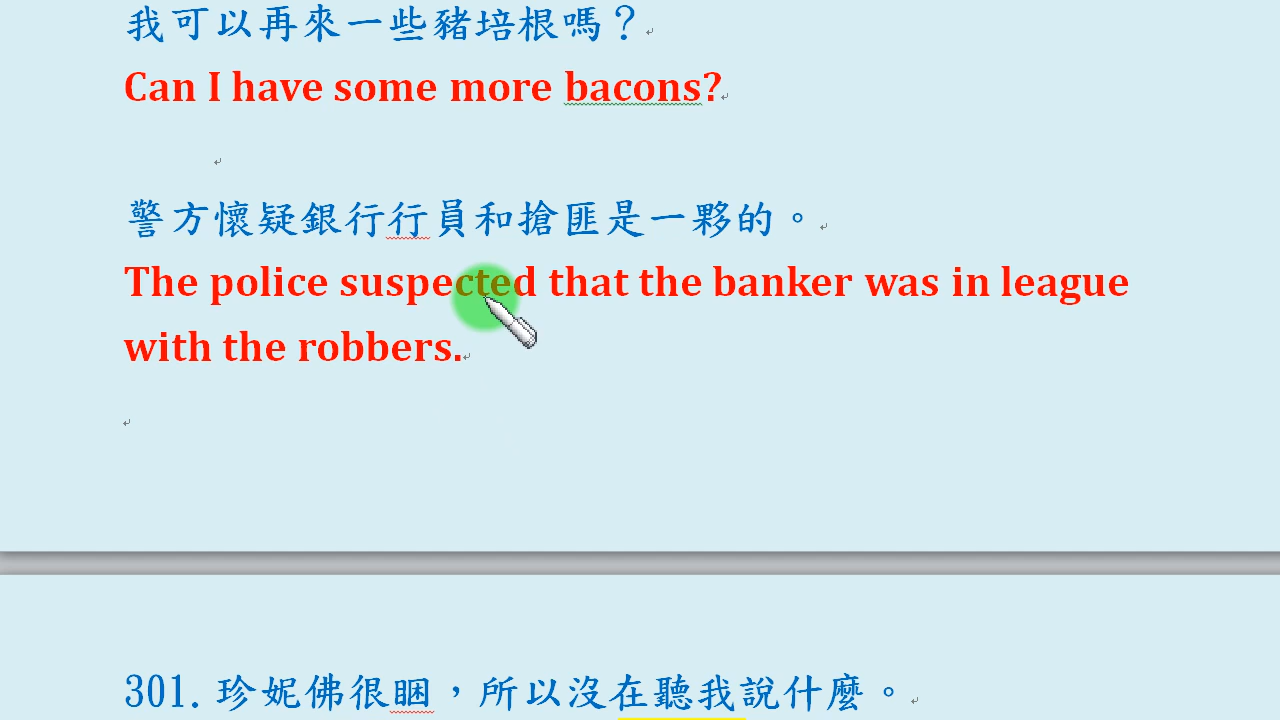 我可以再來一些豬培根嗎？
Can I have some more bacons?
警方懷疑銀行行員和搶匪是一夥的。
The police suspected that the banker was in league
with the robbers.
301. 珍妮佛很睏，所以沒在聽我說什麼。